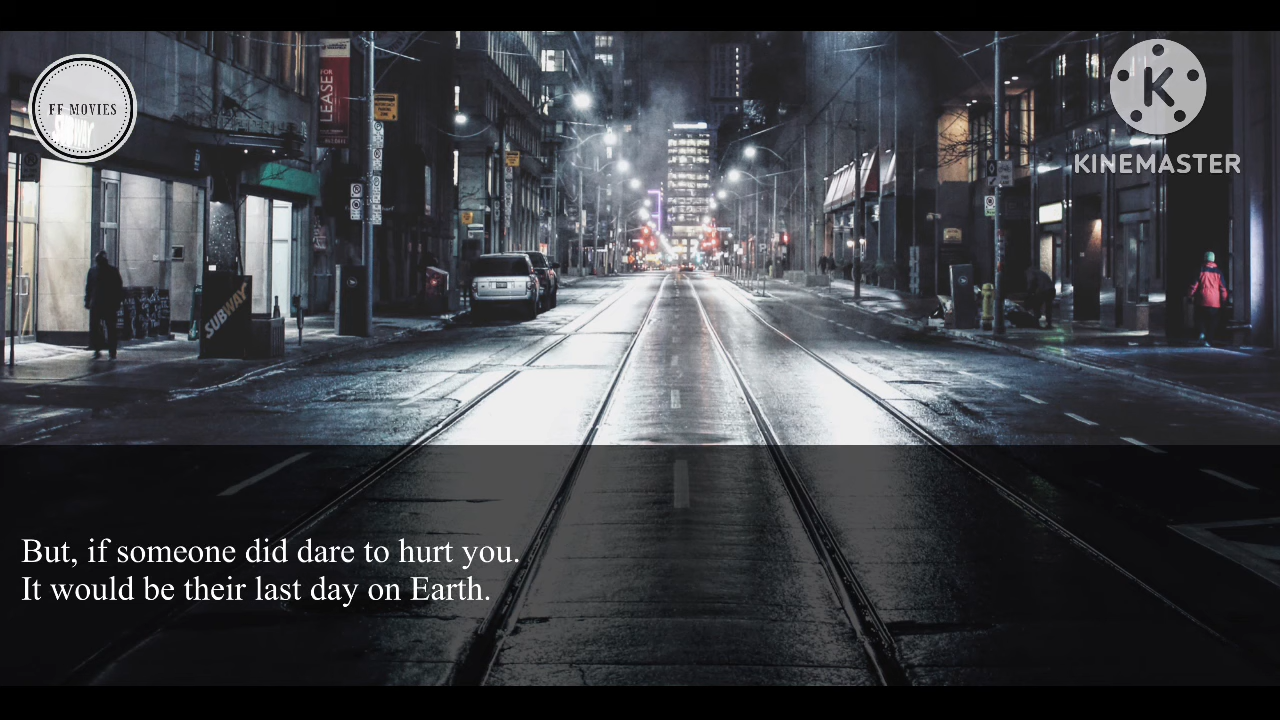 FF MOVIES
LEASE FOR
KINEMASTER
SUBWAY
But, if someone did dare to hurt you.
It would be their last day on Earth.